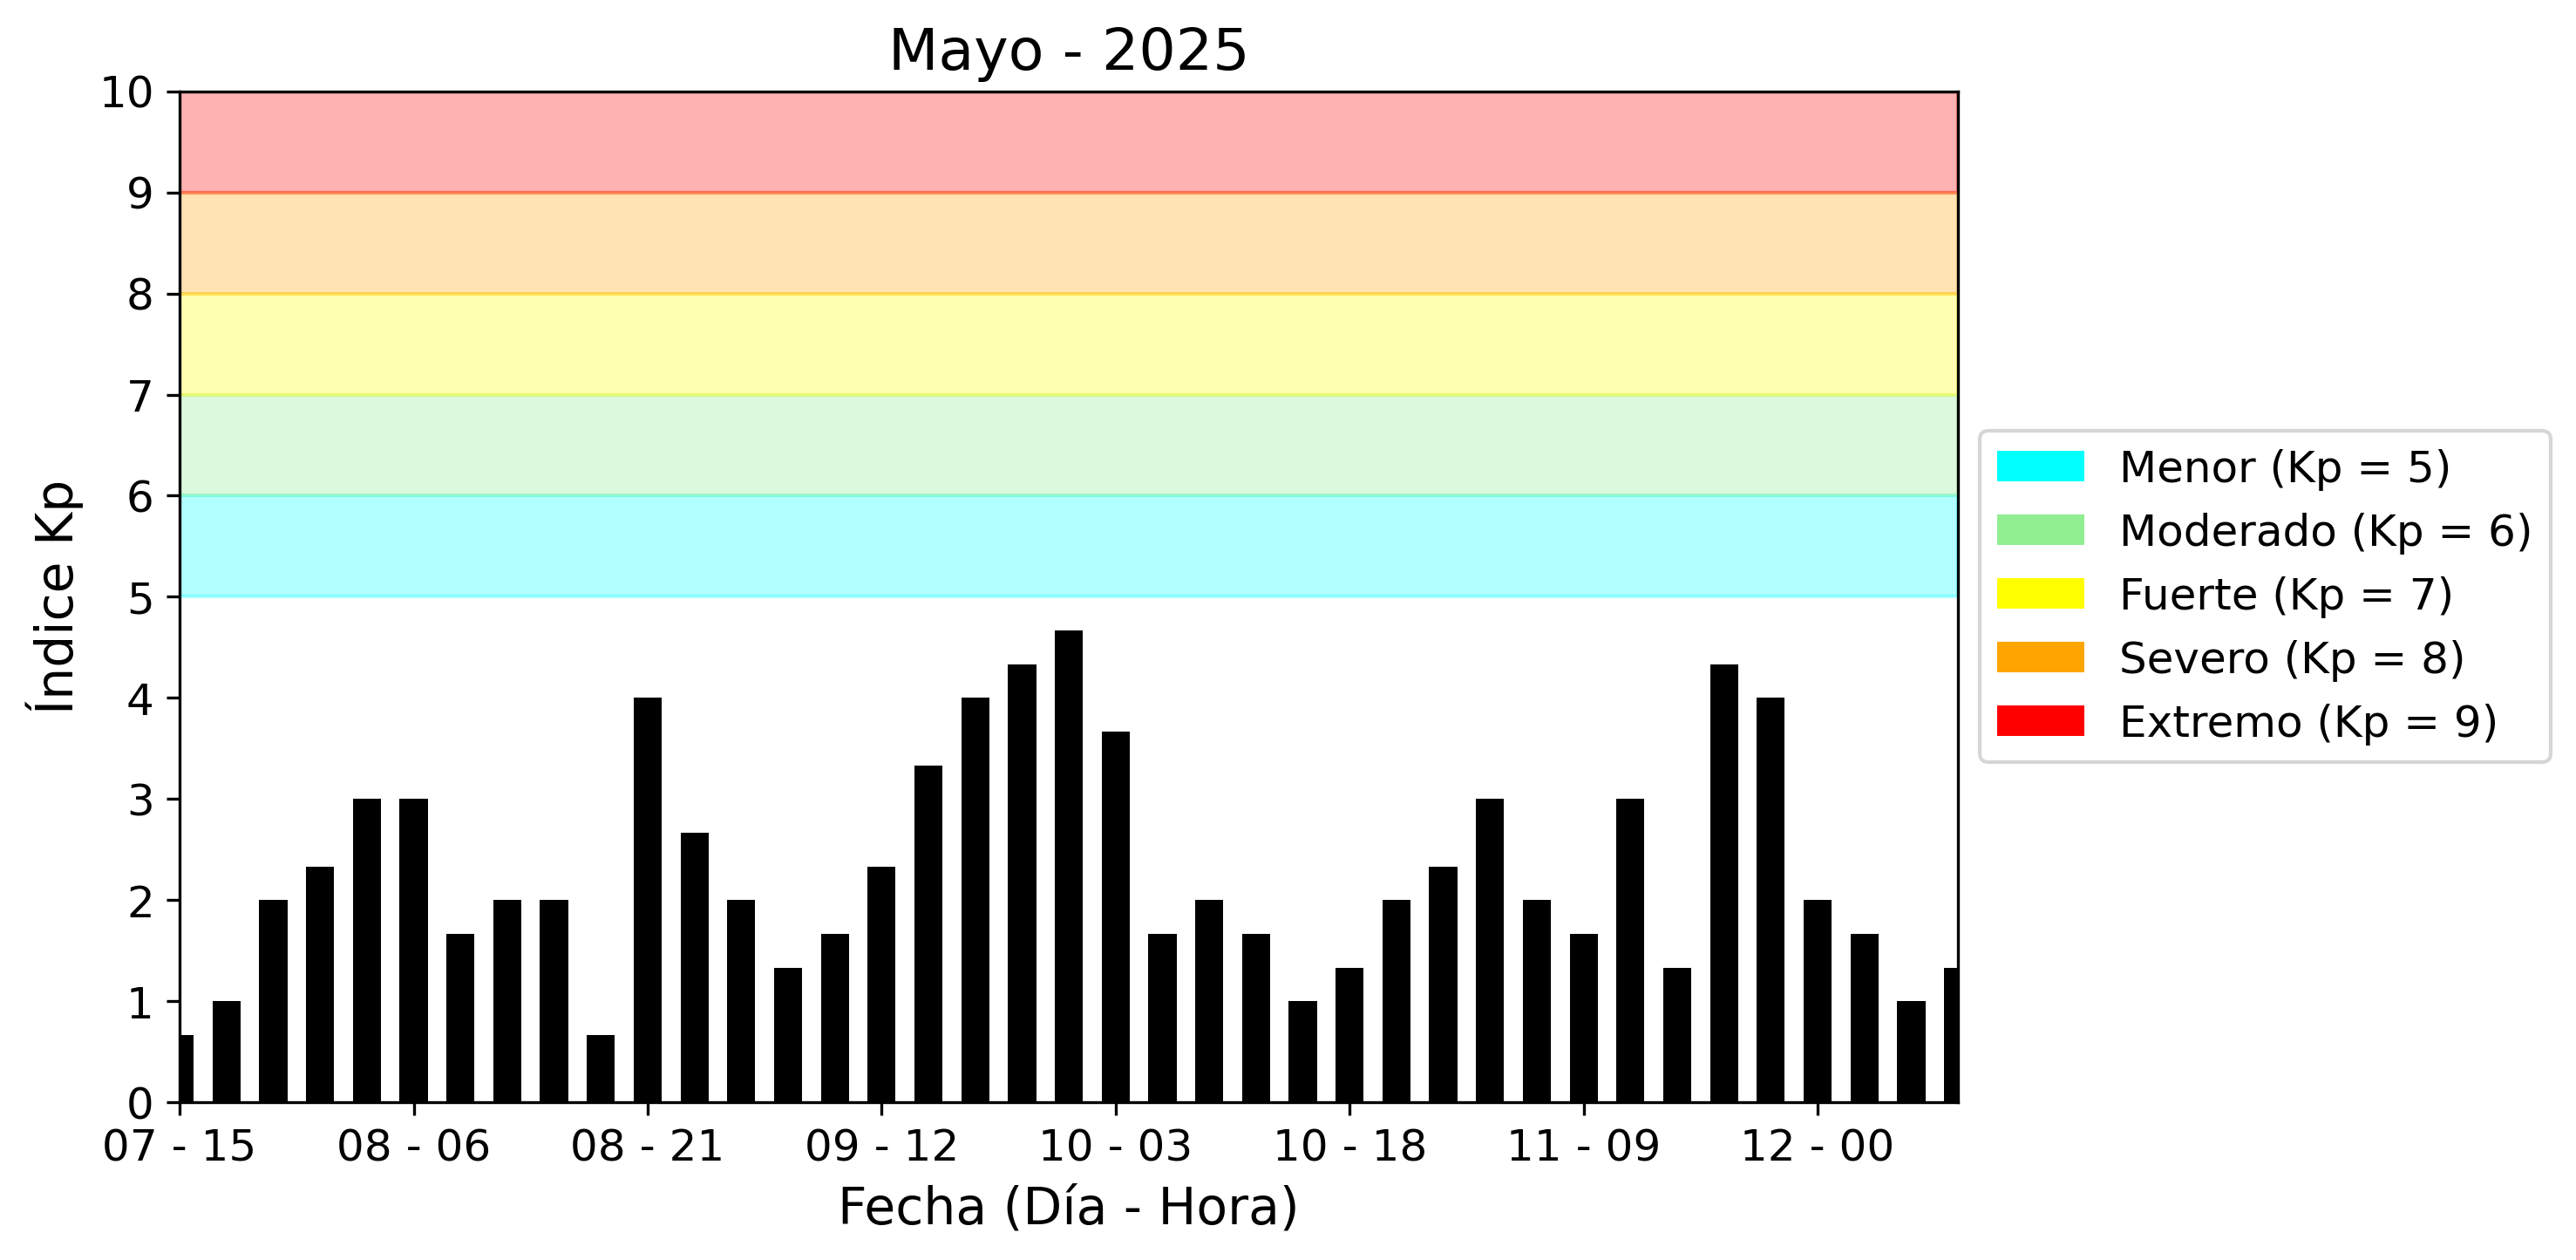 Mayo - 2025
10
9
8
7
6
5
4
3
2
1
0
Índice Kp
07 - 15
08 - 06
08 - 21
09 - 12
10 - 03
10 - 18
11 - 09
12 - 00
Fecha (Día - Hora)
Menor (Kp = 5)
Moderado (Kp = 6)
Fuerte (Kp = 7)
Severo (Kp = 8)
Extremo (Kp = 9)